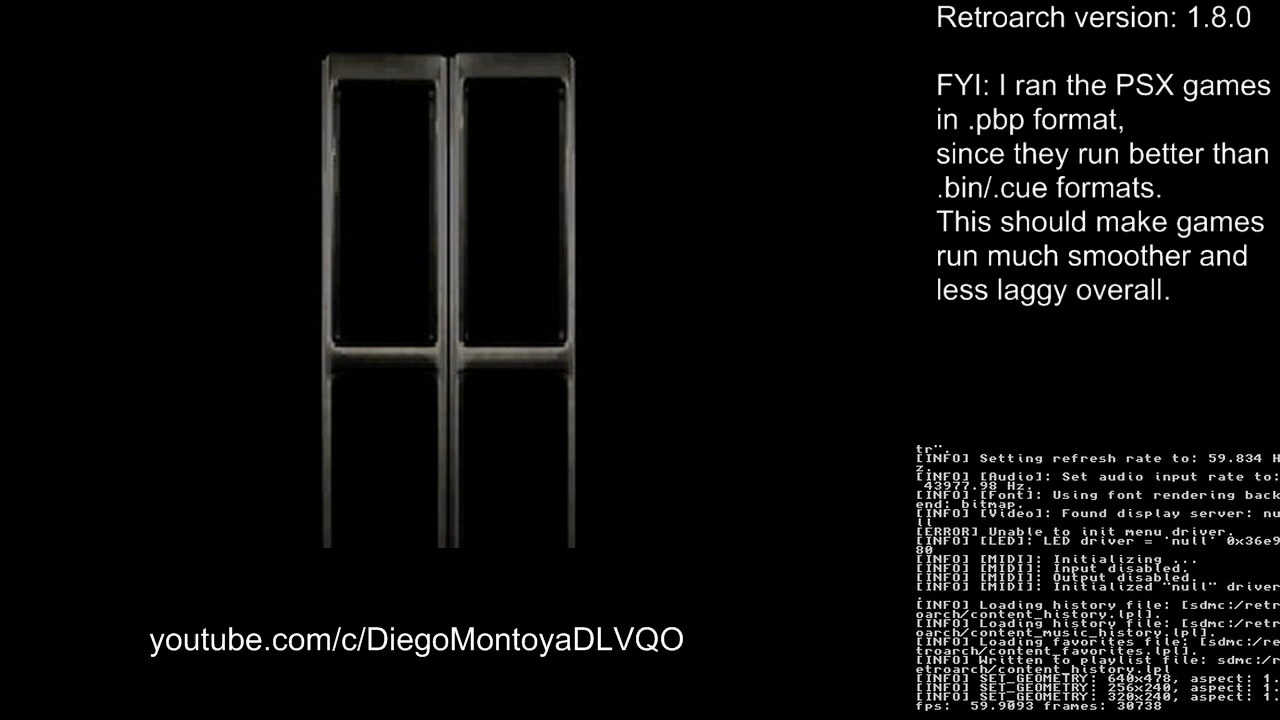 Retroarch version: 1.8.0
FYI: I ran the PSX games
in .pbp format,
since they run better than
.bin/.cue formats.
This should make games
run much smoother and
less laggy overall.
tr".
[INFO] Setting refresh rate to: 59.834 H
z.
[INFO] [Audio]: Set audio input rate to:
43977.98 Hz.
[INFO] [Font]: Using font rendering back
end: bitmap.
[INFO] [Video]: Found display server: nu
ll
[ERROR] Unable to init menu driver.
[INFO] [LED]: LED driver = 'null' 0x36e9
80
[INFO] [MIDI]: Initializing ...
[INFO] [MIDI]: Input disabled.
[INFO] [MIDI]: Output disabled.
[INFO] [MIDI]: Initialized "null" driver
.
[INFO] Loading history file: [sdmc:/retr
oarch/content_history.lpl].
[INFO] Loading history file: [sdmc:/retr
oarch/content_music_history.lpl].
[INFO] Loading favorites file: [sdmc:/re
troarch/content_favorites.lpl].
[INFO] Written to playlist file: sdmc:/r
etroarch/content_history.lpl
[INFO] SET_GEOMETRY: 640x478, aspect: 1.
[INFO] SET_GEOMETRY: 256x240, aspect: 1.
[INFO] SET_GEOMETRY: 320x240, aspect: 1.
fps: 59.9093 frames: 30738
youtube.com/c/DiegoMontoyaDLVQO